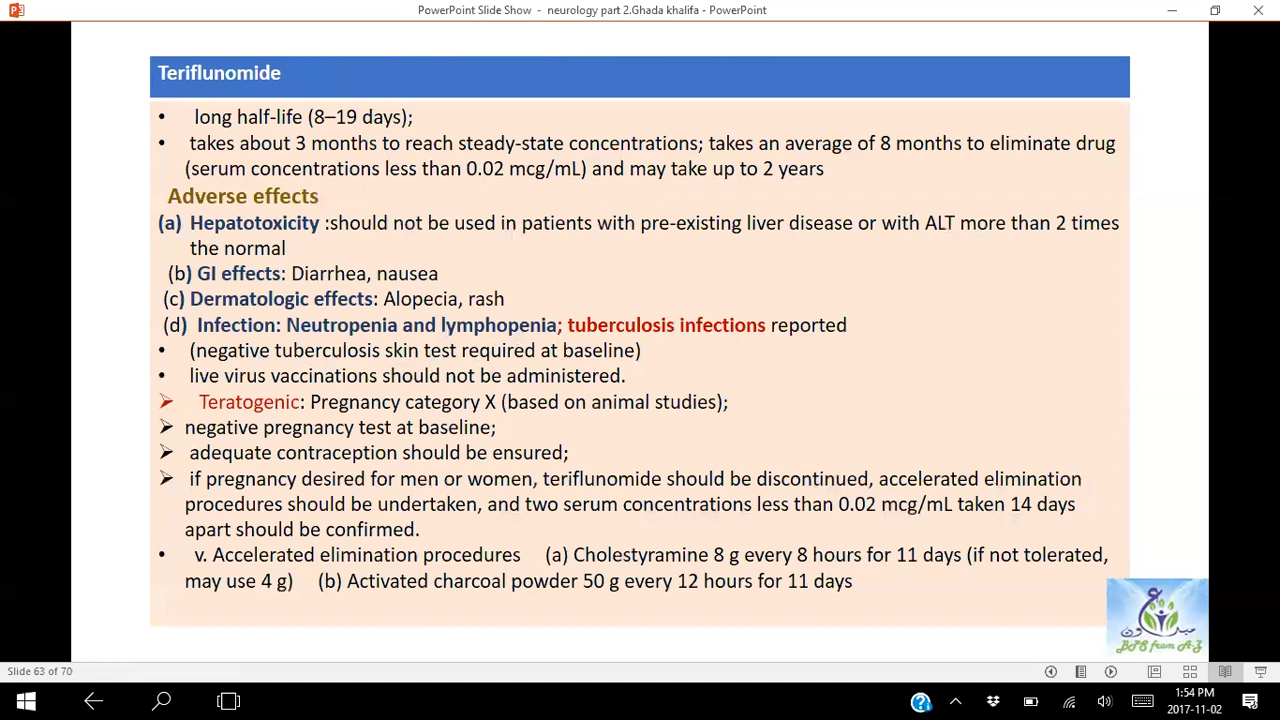 PowerPoint Slide Show - neurology part 2.Ghada khalifa - PowerPoint
Teriflunomide
• long half-life (8–19 days);
• takes about 3 months to reach steady-state concentrations; takes an average of 8 months to eliminate drug
(serum concentrations less than 0.02 mcg/mL) and may take up to 2 years
Adverse effects
(a) Hepatotoxicity :should not be used in patients with pre-existing liver disease or with ALT more than 2 times
the normal
(b) GI effects: Diarrhea, nausea
(c) Dermatologic effects: Alopecia, rash
(d) Infection: Neutropenia and lymphopenia; tuberculosis infections reported
• (negative tuberculosis skin test required at baseline)
• live virus vaccinations should not be administered.
➢ Teratogenic: Pregnancy category X (based on animal studies);
➢ negative pregnancy test at baseline;
➢ adequate contraception should be ensured;
➢ if pregnancy desired for men or women, teriflunomide should be discontinued, accelerated elimination
procedures should be undertaken, and two serum concentrations less than 0.02 mcg/mL taken 14 days
apart should be confirmed.
• v. Accelerated elimination procedures (a) Cholestyramine 8 g every 8 hours for 11 days (if not tolerated,
may use 4 g) (b) Activated charcoal powder 50 g every 12 hours for 11 days
BPS from A-Z
Slide 63 of 70
1:54 PM
2017-11-02